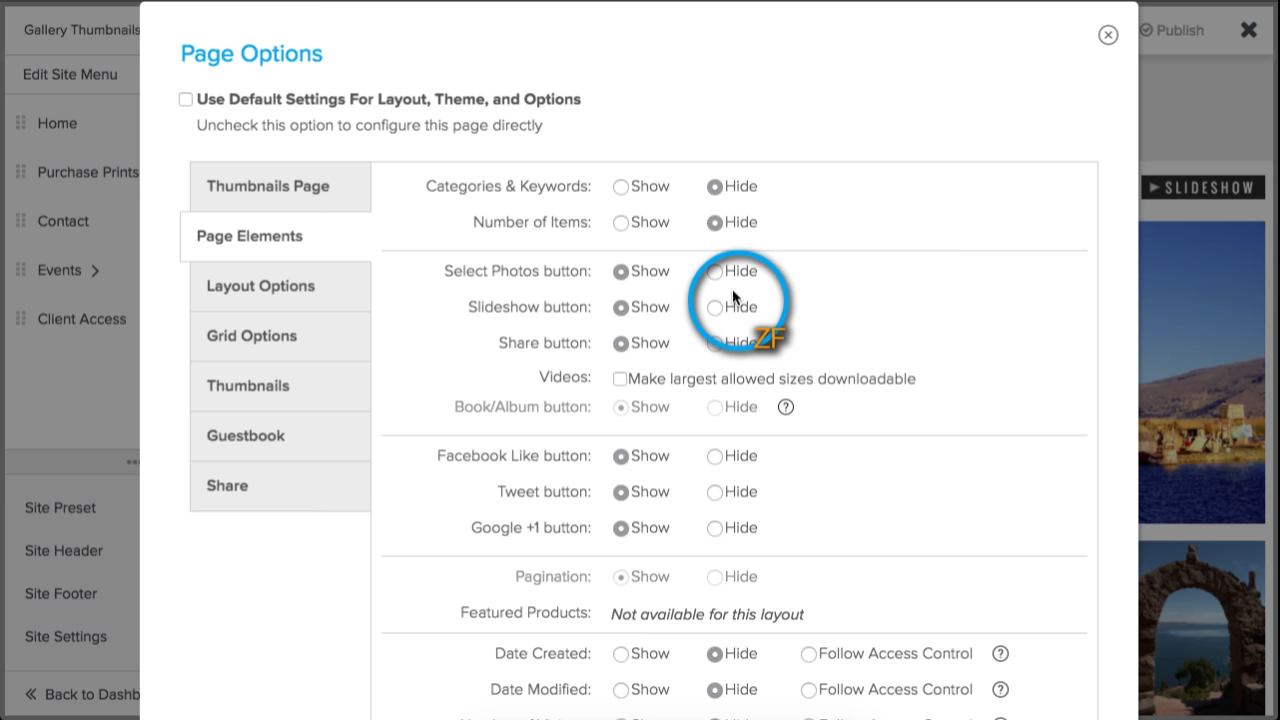 Gallery Thumbnails
Publish
Page Options
Edit Site Menu
Use Default Settings For Layout, Theme, and Options
Uncheck this option to configure this page directly
Home
Purchase Prints
Contact
Events
Client Access
Site Preset
Site Header
Site Footer
Site Settings
Back to Dashb
Thumbnails Page
Page Elements
Layout Options
Grid Options
Thumbnails
Guestbook
Share
Categories & Keywords: Show Hide
Number of Items: Show Hide
Select Photos button: Show Hide
Slideshow button: Show Hide
Share button: Show Hide
ZF
Videos: Make largest allowed sizes downloadable
Book/Album button: Show Hide ?
Facebook Like button: Show Hide
Tweet button: Show Hide
Google +1 button: Show Hide
Pagination: Show Hide
Featured Products: Not available for this layout
Date Created: Show Hide Follow Access Control ?
Date Modified: Show Hide Follow Access Control ?
SLIDESHOW